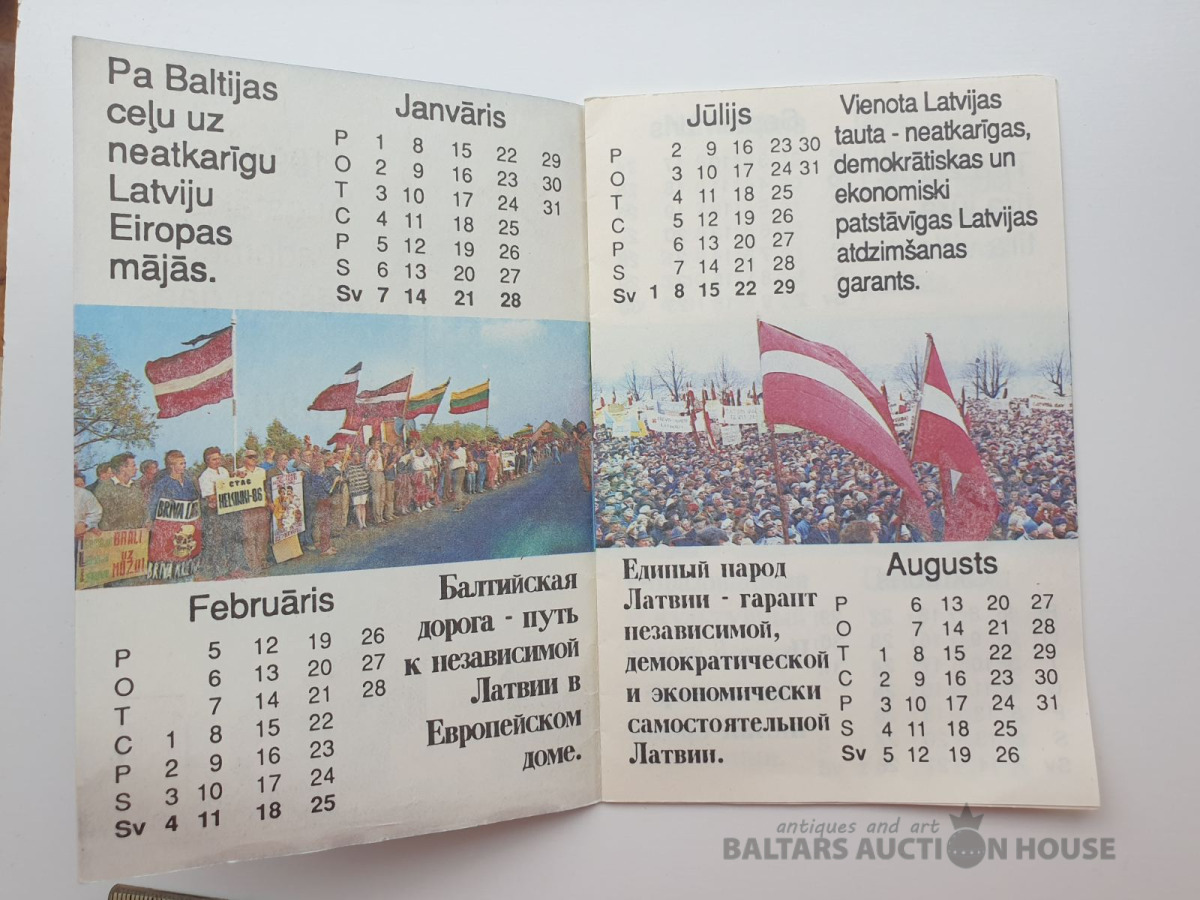 Pa Baltijas
ceļu uz
neatkarīgu
Latviju
Eiropas
mājās.
Janvāris
P 1 8 15 22 29
O 2 9 16 23 30
T 3 10 17 24 31
C 4 11 18 25
P 5 12 19 26
S 6 13 20 27
Sv 7 14 21 28
BRIVA
СТАБ
HELSINKI-86
BRAĻI
UZ
MŪŽU!
BRIVA
Februāris
P 5 12 19 26
O 6 13 20 27
T 7 14 21 28
C 1 8 15 22
P 2 9 16 23
S 3 10 17 24
Sv 4 11 18 25
Балтийская
дорога - путь
к независимой
Латвии в
Европейском
доме.
Jūlijs
P 2 9 16 23 30
O 3 10 17 24 31
T 4 11 18 25
C 5 12 19 26
P 6 13 20 27
S 7 14 21 28
Sv 1 8 15 22 29
Vienota Latvijas
tauta - neatkarīgas,
demokrātiskas un
ekonomiski
patstāvīgas Latvijas
atdzimšanas
garants.
Единый народ
Латвии - гарант
независимой,
демократической
и экономически
самостоятельной
Латвии.
Augusts
P 6 13 20 27
O 7 14 21 28
T 1 8 15 22 29
C 2 9 16 23 30
P 3 10 17 24 31
S 4 11 18 25
Sv 5 12 19 26
antiques and art
BALTARS AUCTION HOUSE